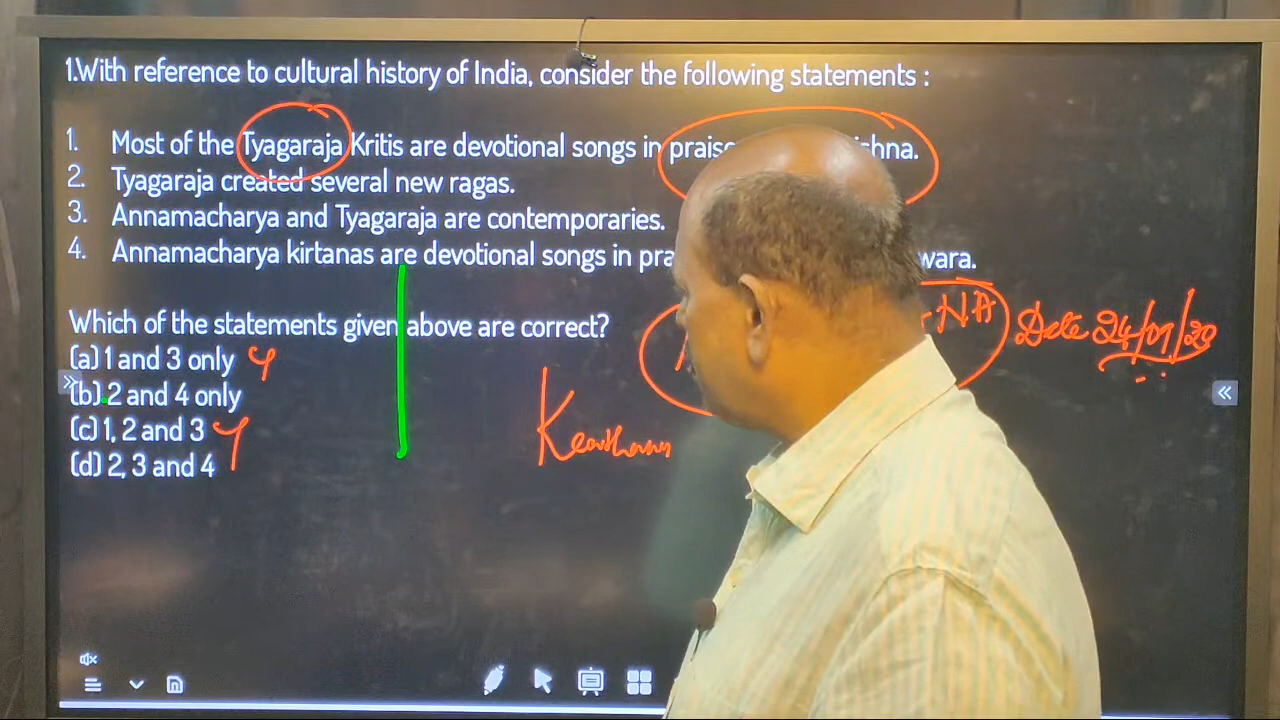 1.With reference to cultural history of India, consider the following statements :
1. Most of the Tyagaraja Kritis are devotional songs in
2. Tyagaraja created several new ragas.
3. Annamacharya and Tyagaraja are contemporaries.
4. Annamacharya kirtanas are devotional songs in
Which of the statements given above are correct?
(a) 1 and 3 only
(b) 2 and 4 only
(c) 1, 2 and 3
(d) 2, 3 and 4